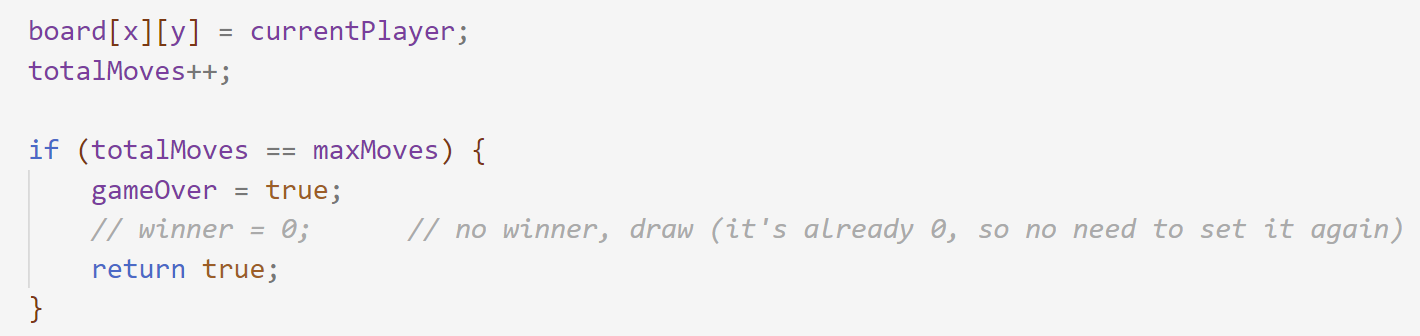 board[x][y] = currentPlayer;
totalMoves++;

if (totalMoves == maxMoves) {
    gameOver = true;
    // winner = 0;      // no winner, draw (it's already 0, so no need to set it again)
    return true;
}